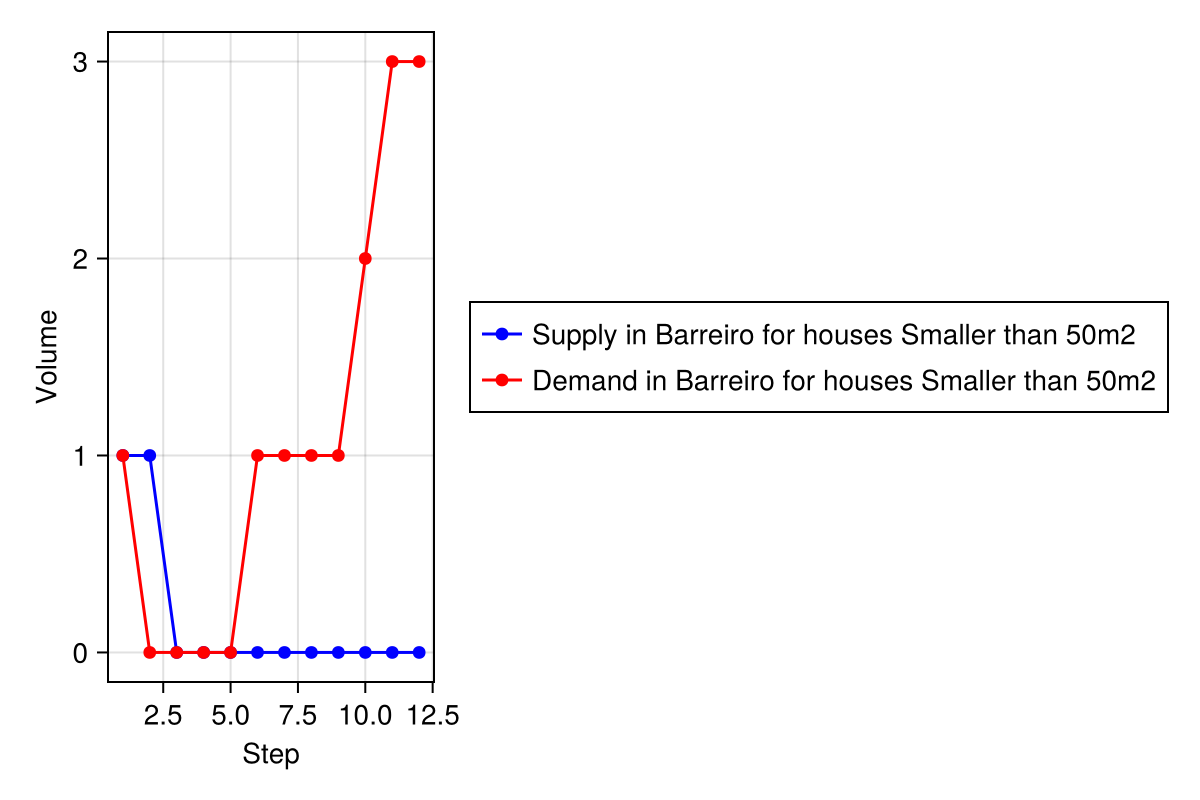 3
2
1
0
Volume
2.5 5.0 7.5 10.0 12.5
Step
Supply in Barreiro for houses Smaller than 50m2
Demand in Barreiro for houses Smaller than 50m2